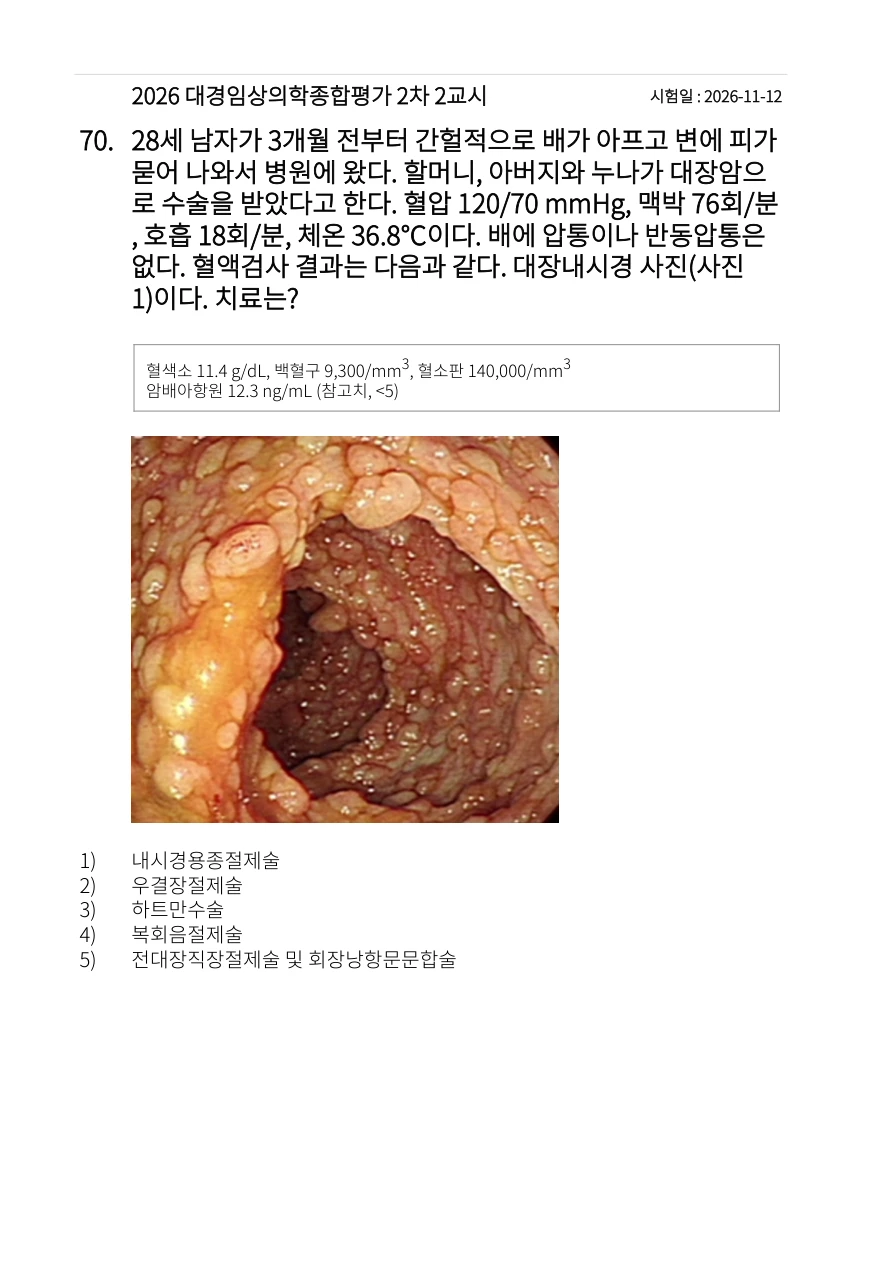 2026 대경임상의학종합평가 2차 2교시
시험일 : 2026-11-12
70. 28세 남자가 3개월 전부터 간헐적으로 배가 아프고 변에 피가
묻어 나와서 병원에 왔다. 할머니, 아버지와 누나가 대장암으
로 수술을 받았다고 한다. 혈압 120/70 mmHg, 맥박 76회/분
, 호흡 18회/분, 체온 36.8℃이다. 배에 압통이나 반동압통은
없다. 혈액검사 결과는 다음과 같다. 대장내시경 사진(사진
1)이다. 치료는?
혈색소 11.4 g/dL, 백혈구 9,300/mm³, 혈소판 140,000/mm³
암배아항원 12.3 ng/mL (참고치, <5)
1) 내시경용종절제술
2) 우결장절제술
3) 하트만수술
4) 복회음절제술
5) 전대장직장절제술 및 회장낭항문문합술